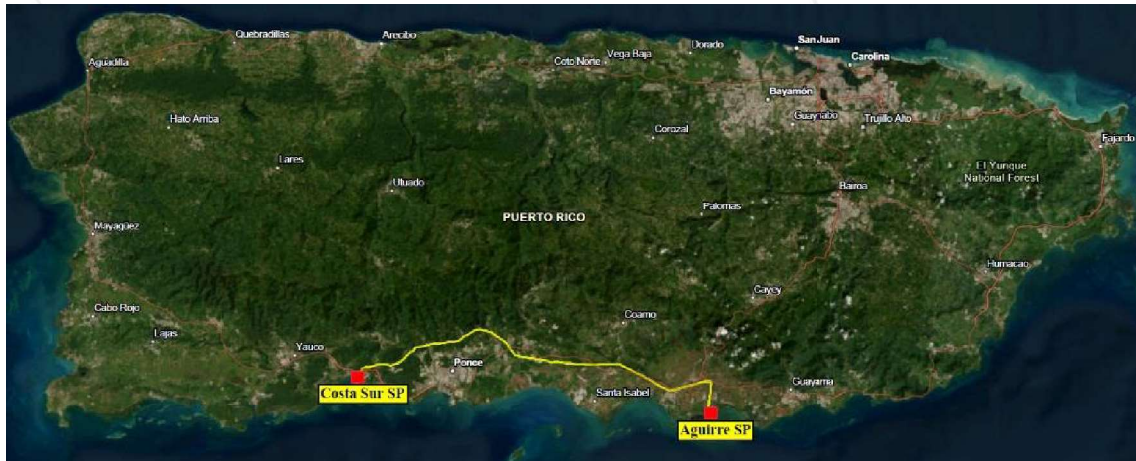 Quebradillas
Arecibo
Aguadilla
Hato Arriba
Lares
Utuado
Coto Norte
Vega Baja
Dorado
San Juan
Carolina
Bayamón
Guaynabo
Trujillo Alto
Corozal
Fajardo
El Yunque
National Forest
Bairoa
Palomas
PUERTO RICO
Mayagüez
Humacao
Cayey
Cabo Rojo
Lajas
Coamo
Yauco
Ponce
Costa Sur SP
Santa Isabel
Guayama
Aguirre SP